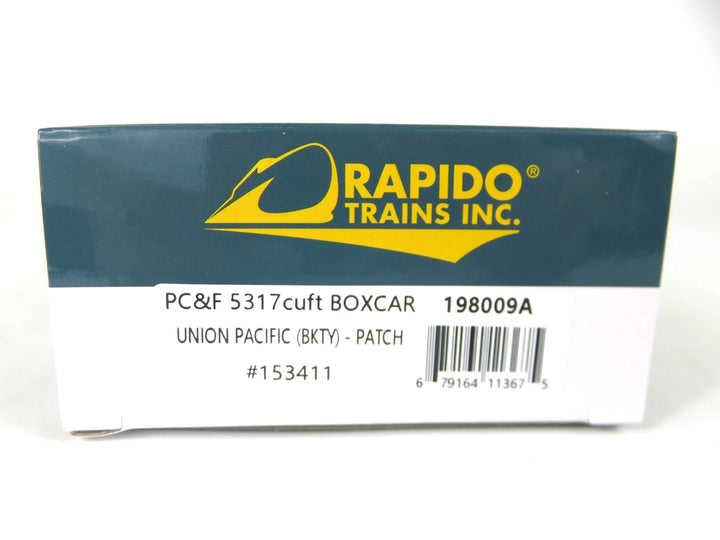 RAPIDO®
TRAINS INC.
PC&F 5317cuft BOXCAR 198009A
UNION PACIFIC (BKTY) - PATCH
#153411
6 79164 11367 5